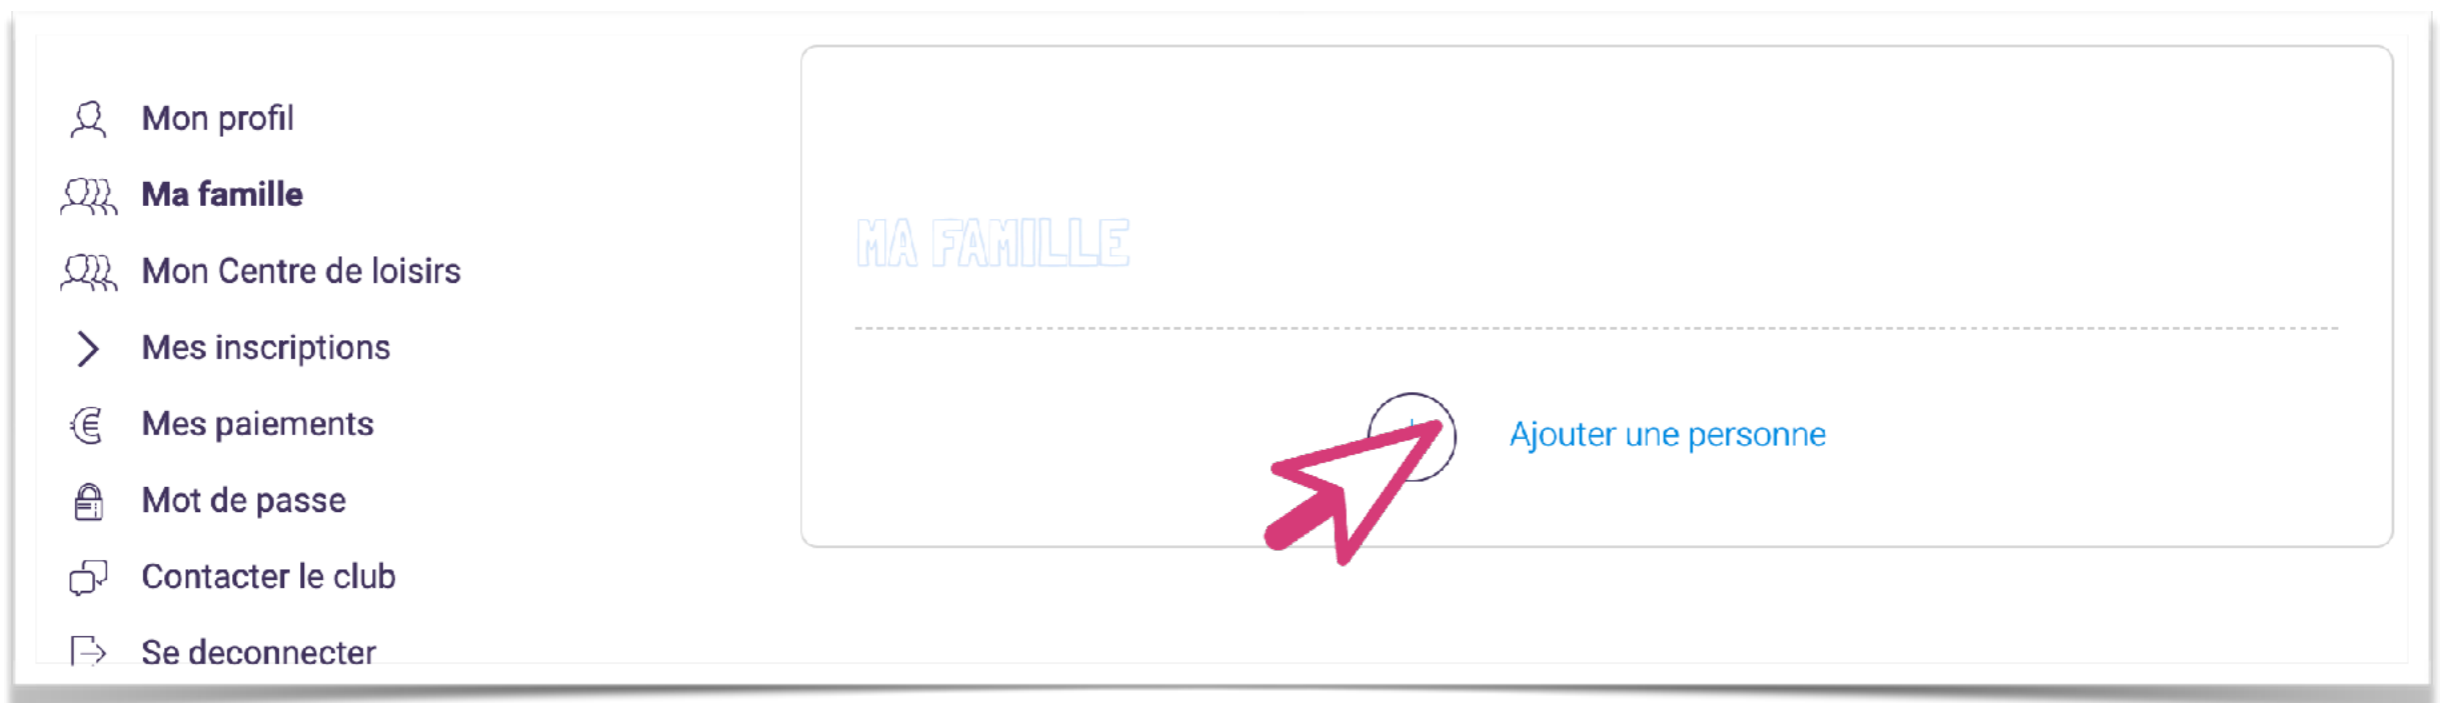 Mon profil
Ma famille
Mon Centre de loisirs
Mes inscriptions
Mes paiements
Mot de passe
Contacter le club
Se deconnecter
MA FAMILLE
Ajouter une personne